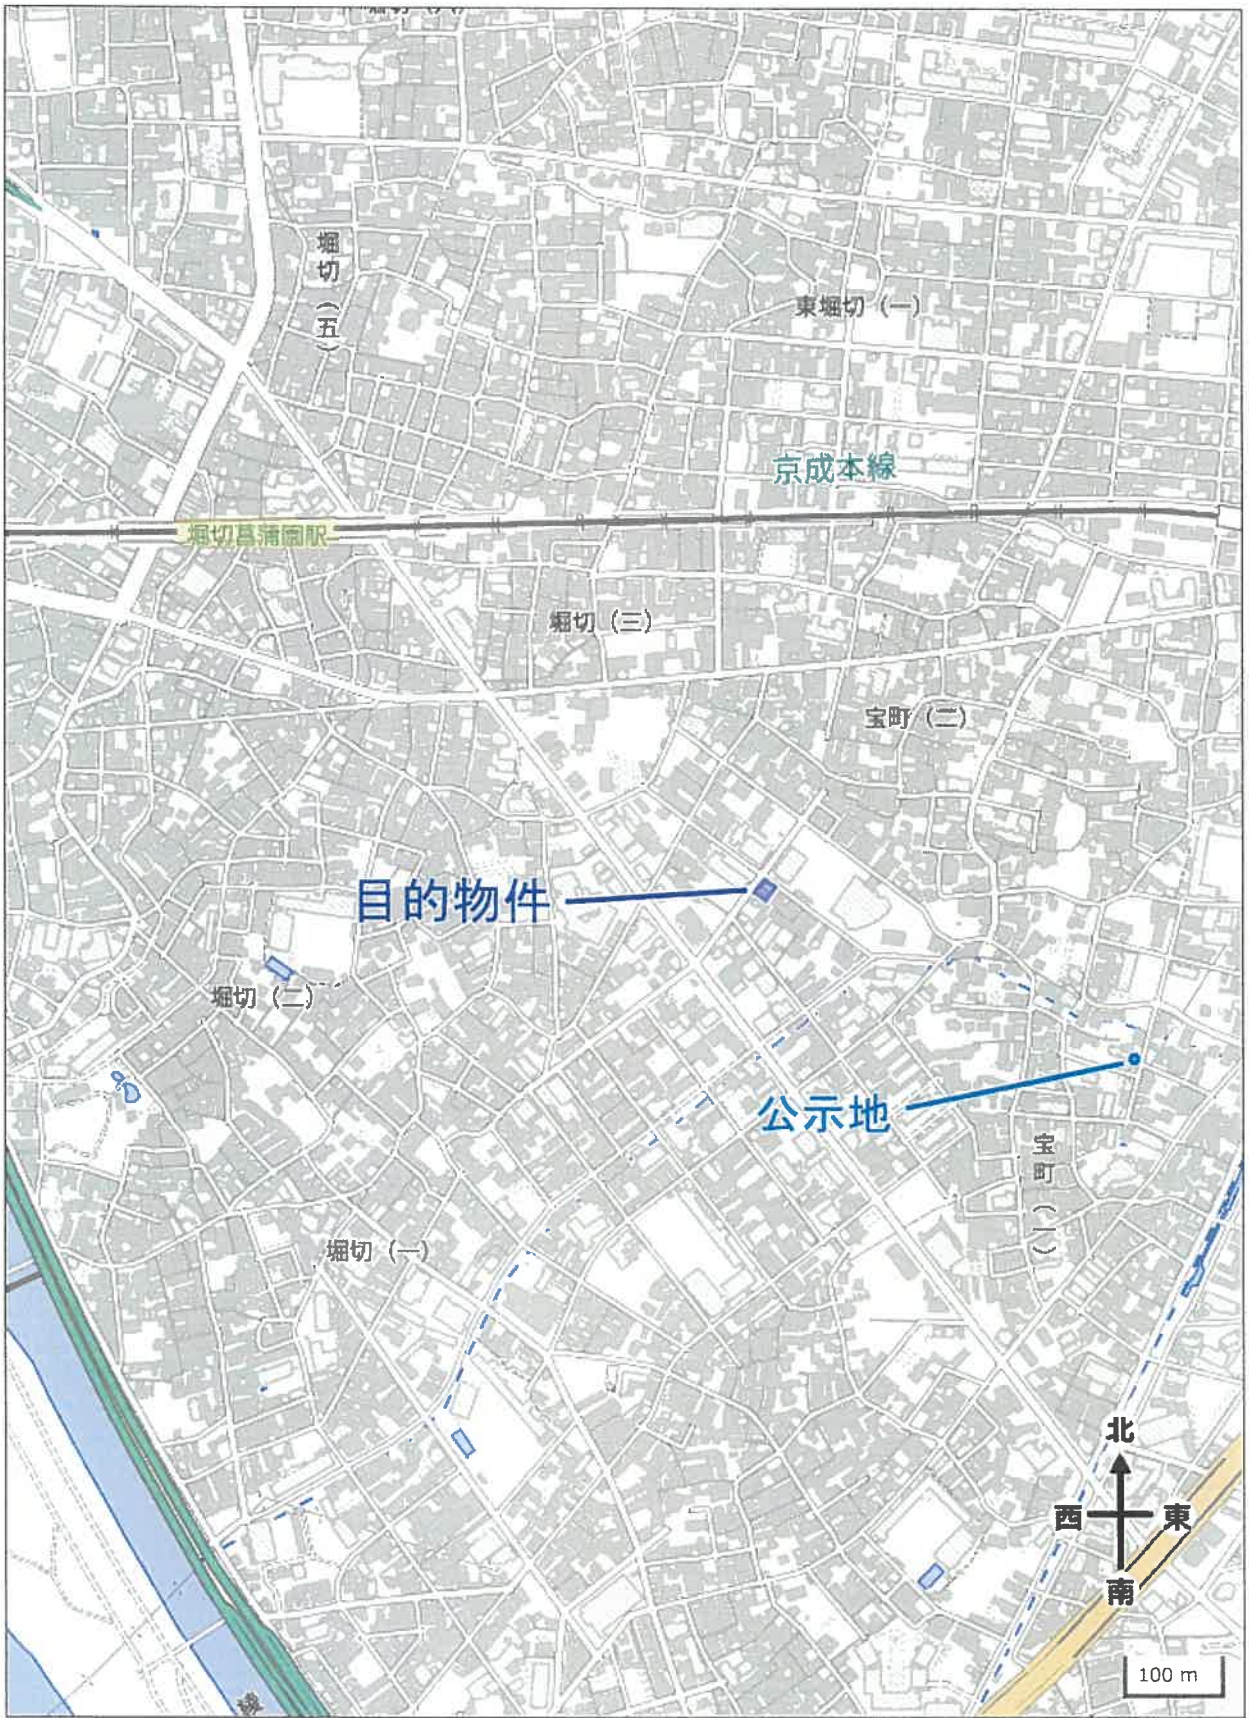 堀切(五)
東堀切(一)
京成本線
堀切菖蒲園駅
堀切(三)
宝町(二)
目的物件
堀切(二)
公示地
宝町(一)
堀切(一)
北
西 東
南
100 m